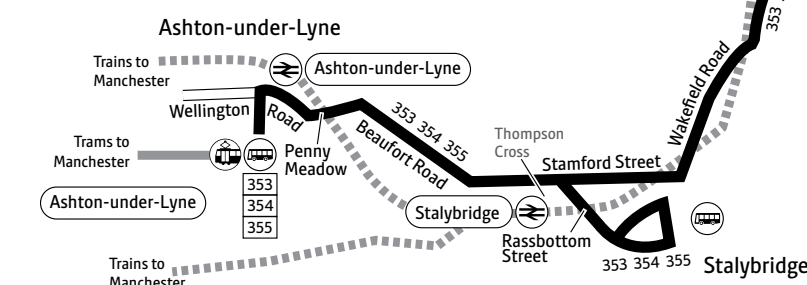 Ashton-under-Lyne
353
Trains to
Manchester
Ashton-under-Lyne
Wakefield Road
Wellington
Road
353 354 355
Thompson
Cross
Trams to
Manchester
Penny
Meadow
Beaufort Road
Stamford Street
353
354
355
Ashton-under-Lyne
Stalybridge
Rassbottom
Street
353 354 355
Stalybridge
Trains to
Manchester